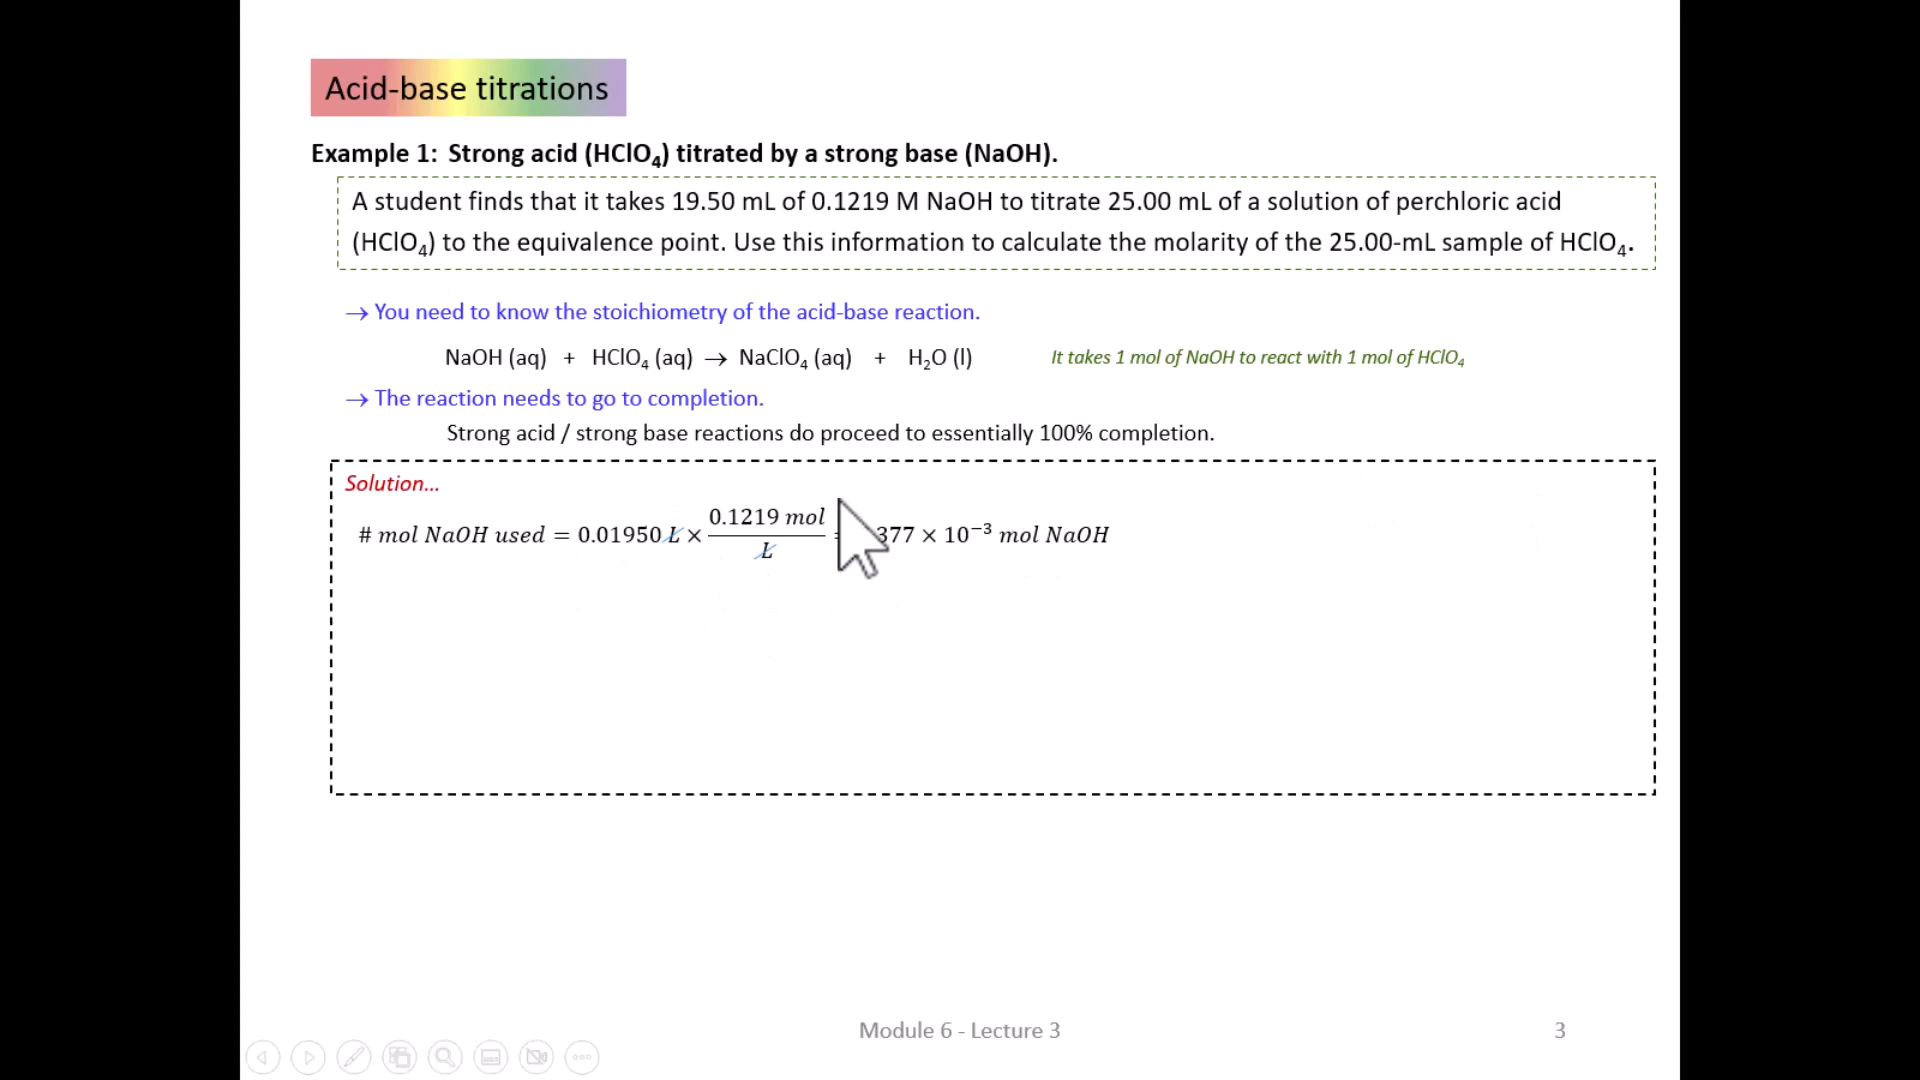 Acid-base titrations
Example 1: Strong acid (HClO₄) titrated by a strong base (NaOH).
A student finds that it takes 19.50 mL of 0.1219 M NaOH to titrate 25.00 mL of a solution of perchloric acid
(HClO₄) to the equivalence point. Use this information to calculate the molarity of the 25.00-mL sample of HClO₄.
→ You need to know the stoichiometry of the acid-base reaction.
NaOH (aq) + HClO₄ (aq) → NaClO₄ (aq) + H₂O (l) It takes 1 mol of NaOH to react with 1 mol of HClO₄
→ The reaction needs to go to completion.
Strong acid / strong base reactions do proceed to essentially 100% completion.
Solution...
# mol NaOH used = 0.01950 L × 0.1219 mol / L 377 × 10⁻³ mol NaOH
Module 6 - Lecture 3
3